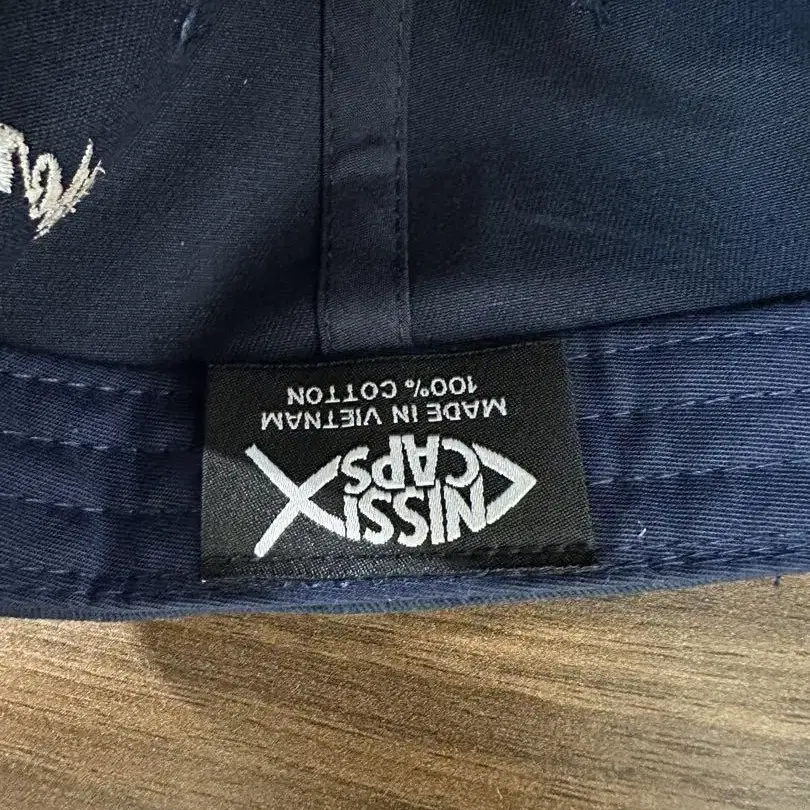 NISSI
CAPS
MADE IN VIETNAM
100% COTTON